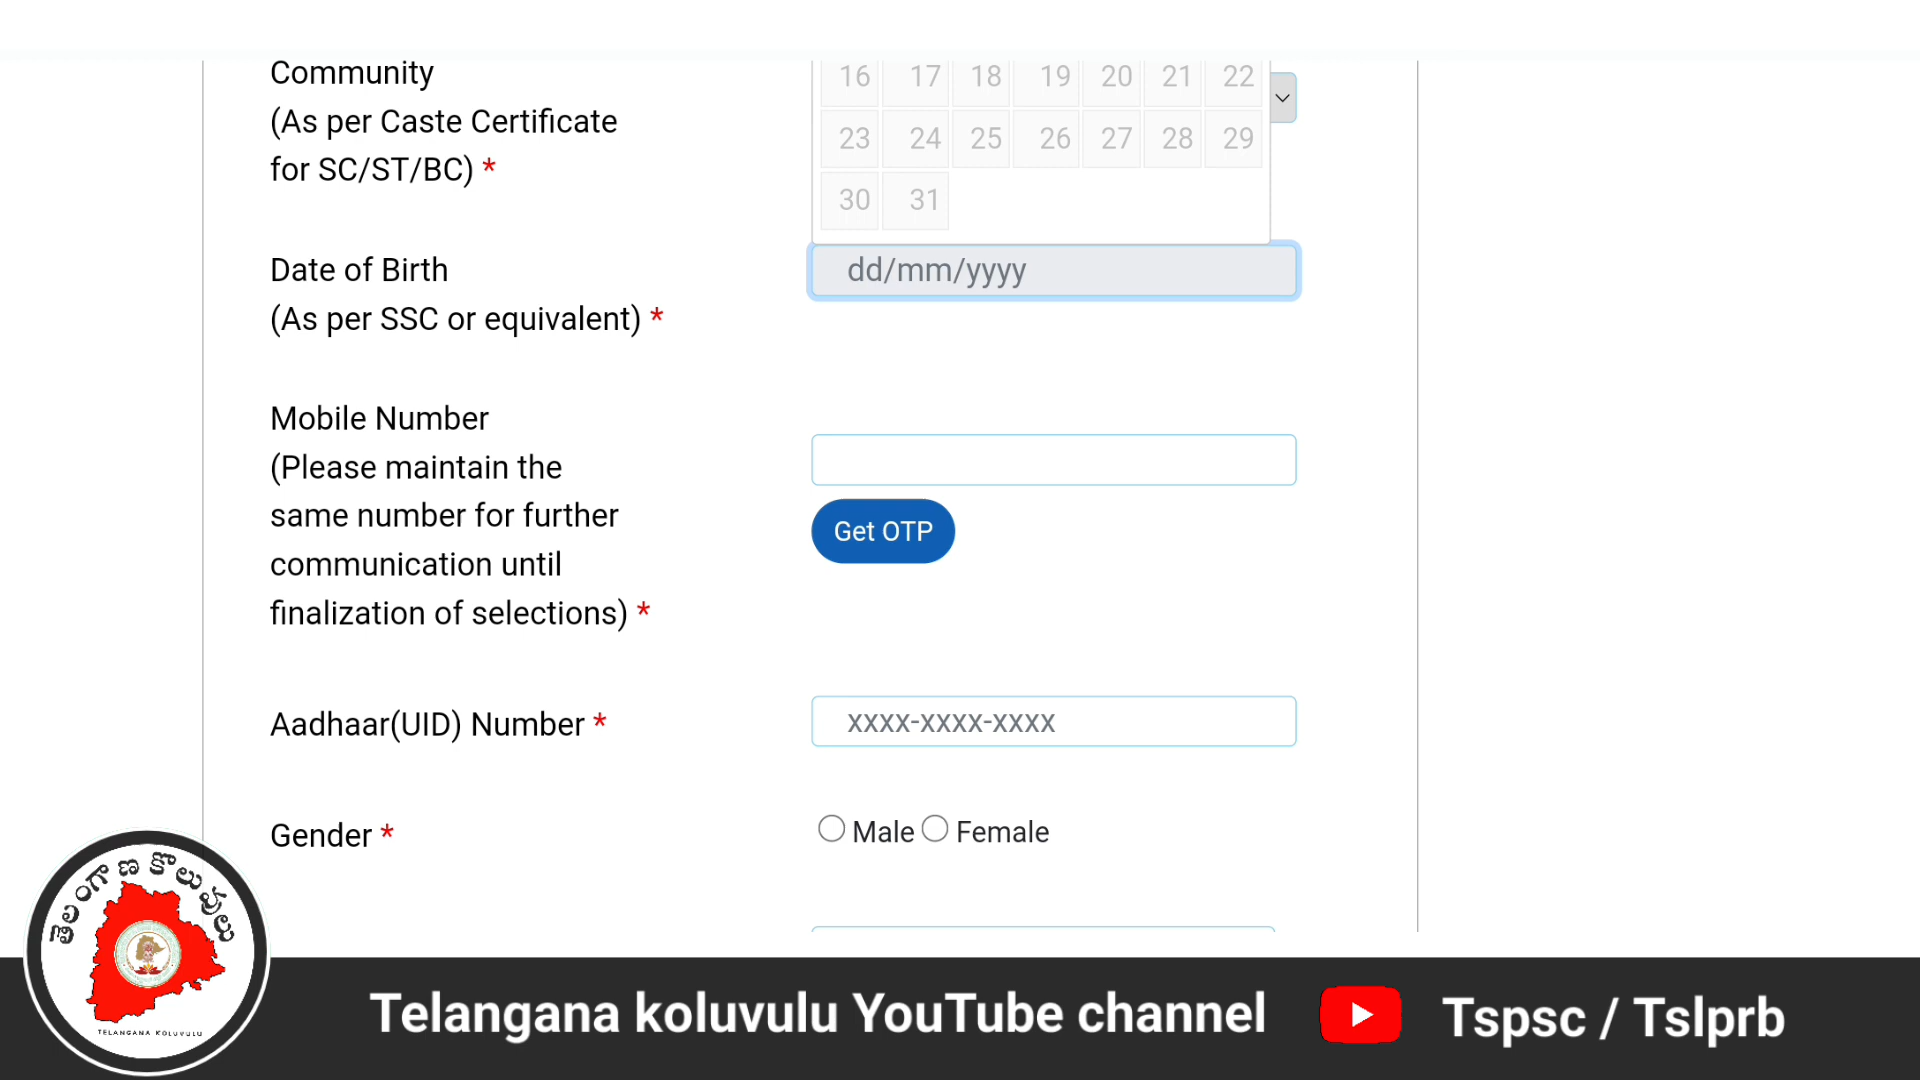 Community
(As per Caste Certificate
for SC/ST/BC) *
16 17 18 19 20 21 22
23 24 25 26 27 28 29
30 31
Date of Birth
(As per SSC or equivalent) *
dd/mm/yyyy
Mobile Number
(Please maintain the
same number for further
communication until
finalization of selections) *
Get OTP
Aadhaar(UID) Number *
xxxx-xxxx-xxxx
Gender *
Male Female
తెలంగాణ కొలువులు
TELANGANA KOLUVULU
Telangana koluvulu YouTube channel
Tspsc / Tslprb